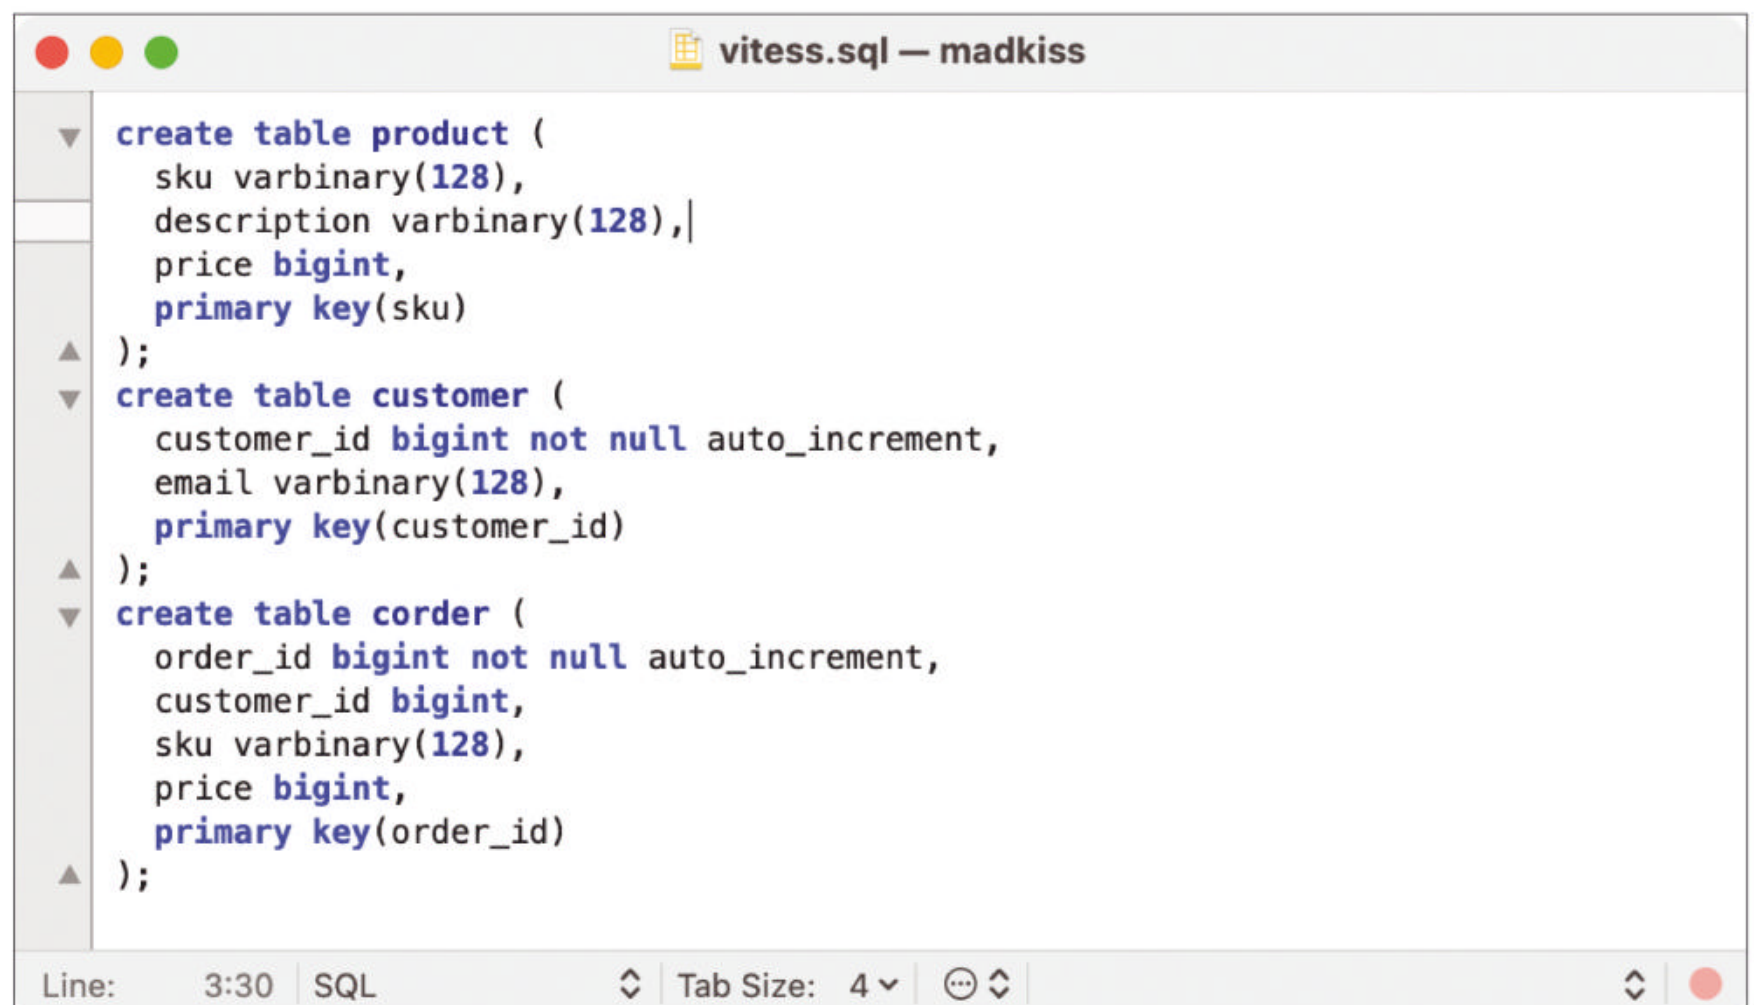 vitess.sql — madkiss
create table product (
  sku varbinary(128),
  description varbinary(128),
  price bigint,
  primary key(sku)
);
create table customer (
  customer_id bigint not null auto_increment,
  email varbinary(128),
  primary key(customer_id)
);
create table corder (
  order_id bigint not null auto_increment,
  customer_id bigint,
  sku varbinary(128),
  price bigint,
  primary key(order_id)
);
Line: 3:30 SQL Tab Size: 4